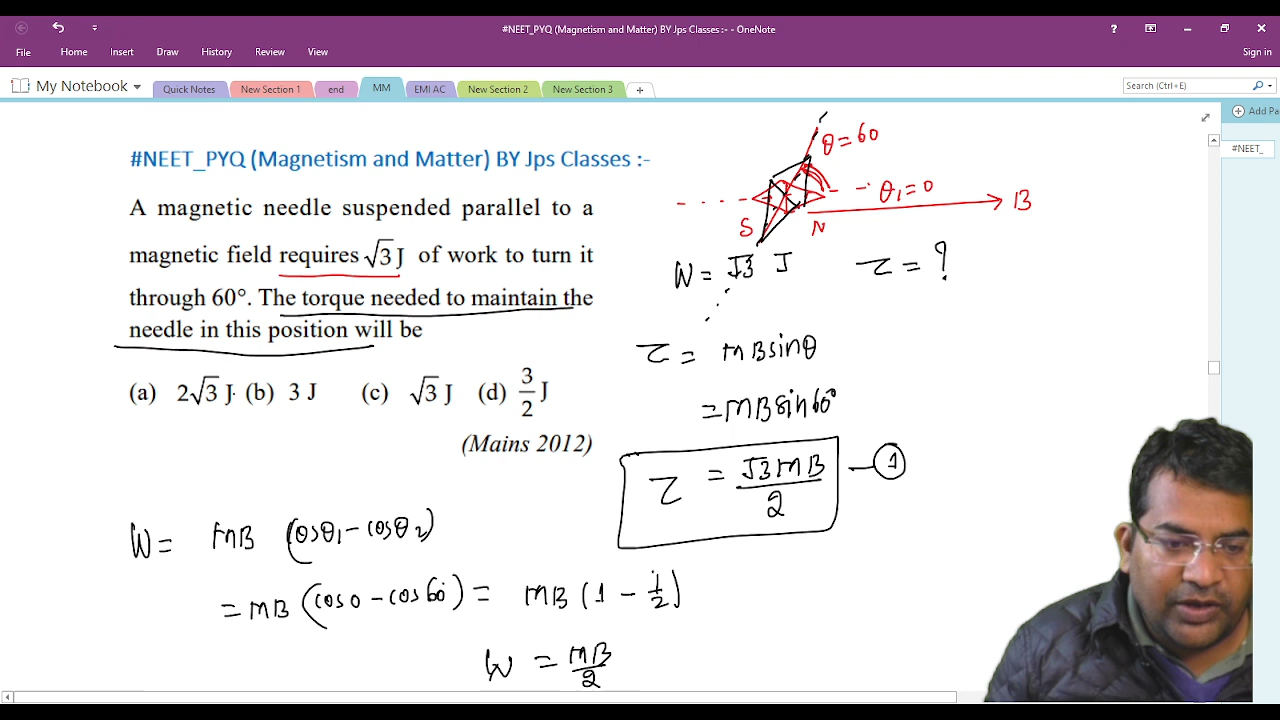 #NEET_PYQ (Magnetism and Matter) BY Jps Classes :- - OneNote
?
File Home Insert Draw History Review View
Sign in
My Notebook Quick Notes New Section 1 end MM EMI AC New Section 2 New Section 3 +
Search (Ctrl+E)
Add Pa
#NEET_
#NEET_PYQ (Magnetism and Matter) BY Jps Classes :-
A magnetic needle suspended parallel to a
magnetic field requires √3 J of work to turn it
through 60°. The torque needed to maintain the
needle in this position will be
(a) 2√3 J (b) 3 J (c) √3 J (d) 3/2 J
(Mains 2012)
θ = 60
θ₁ = 0
B
S N
W = √3 J τ = ?
τ = MB sinθ
= MB sin 60°
τ = √3 MB/2 — 1
W = MB (cosθ₁ - cosθ₂)
= MB (cos0 - cos60°) = MB (1 - 1/2)
W = MB/2